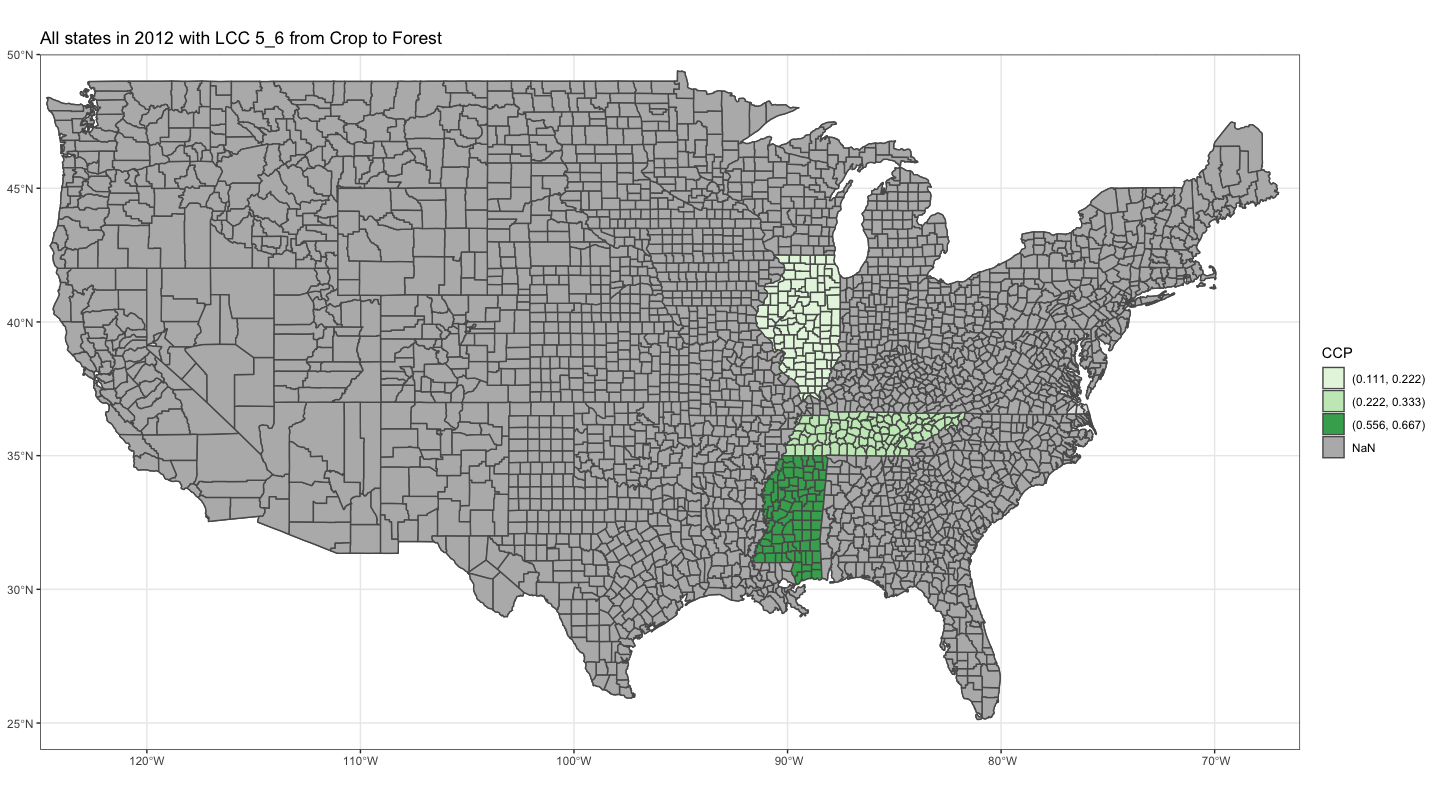 All states in 2012 with LCC 5_6 from Crop to Forest
50°N
45°N
40°N
35°N
30°N
25°N
120°W
110°W
100°W
90°W
80°W
70°W
CCP
(0.111, 0.222)
(0.222, 0.333)
(0.556, 0.667)
NaN